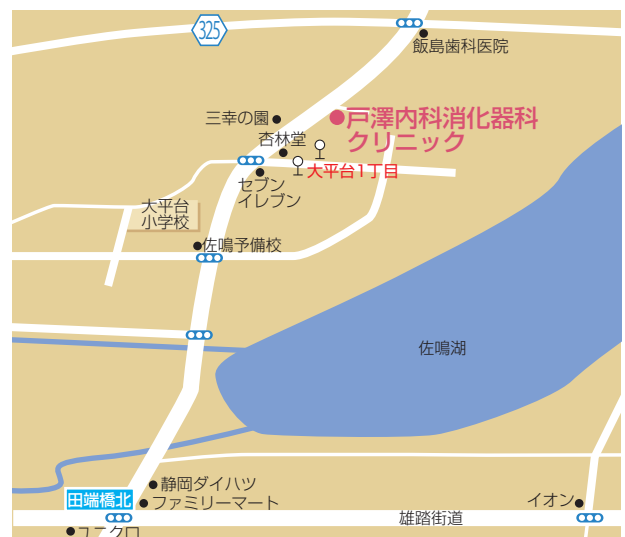 325
飯島歯科医院
三幸の園
戸澤内科消化器科
クリニック
杏林堂
大平台1丁目
セブン
イレブン
大平台
小学校
佐鳴予備校
佐鳴湖
静岡ダイハツ
田端橋北
ファミリーマート
イオン
雄踏街道
ユニクロ